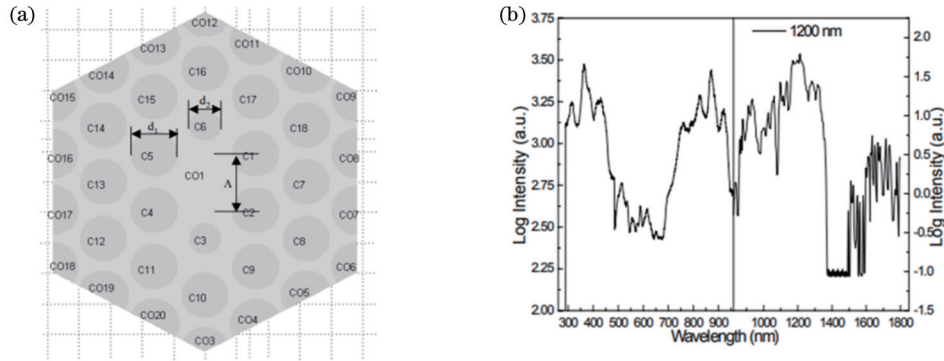 (a)
CO12
CO13
CO11
CO14
C16
CO10
CO15
C15
d₂
C17
CO9
C14
d₁
C6
C18
CO16
C5
C1
CO8
CO1
Λ
C13
C7
CO17
C4
C2
CO7
C12
C3
C8
CO18
C11
C9
CO6
CO19
C10
CO5
CO20
CO4
CO3
(b)
3.75
3.50
3.25
3.00
2.75
2.50
2.25
2.00
Log Intensity (a.u.)
1200 nm
2.0
1.5
1.0
0.5
0.0
-0.5
-1.0
-1.5
Log Intensity (a.u.)
300 400 500 600 700 800 900 1000 1200 1400 1600 1800
Wavelength (nm)